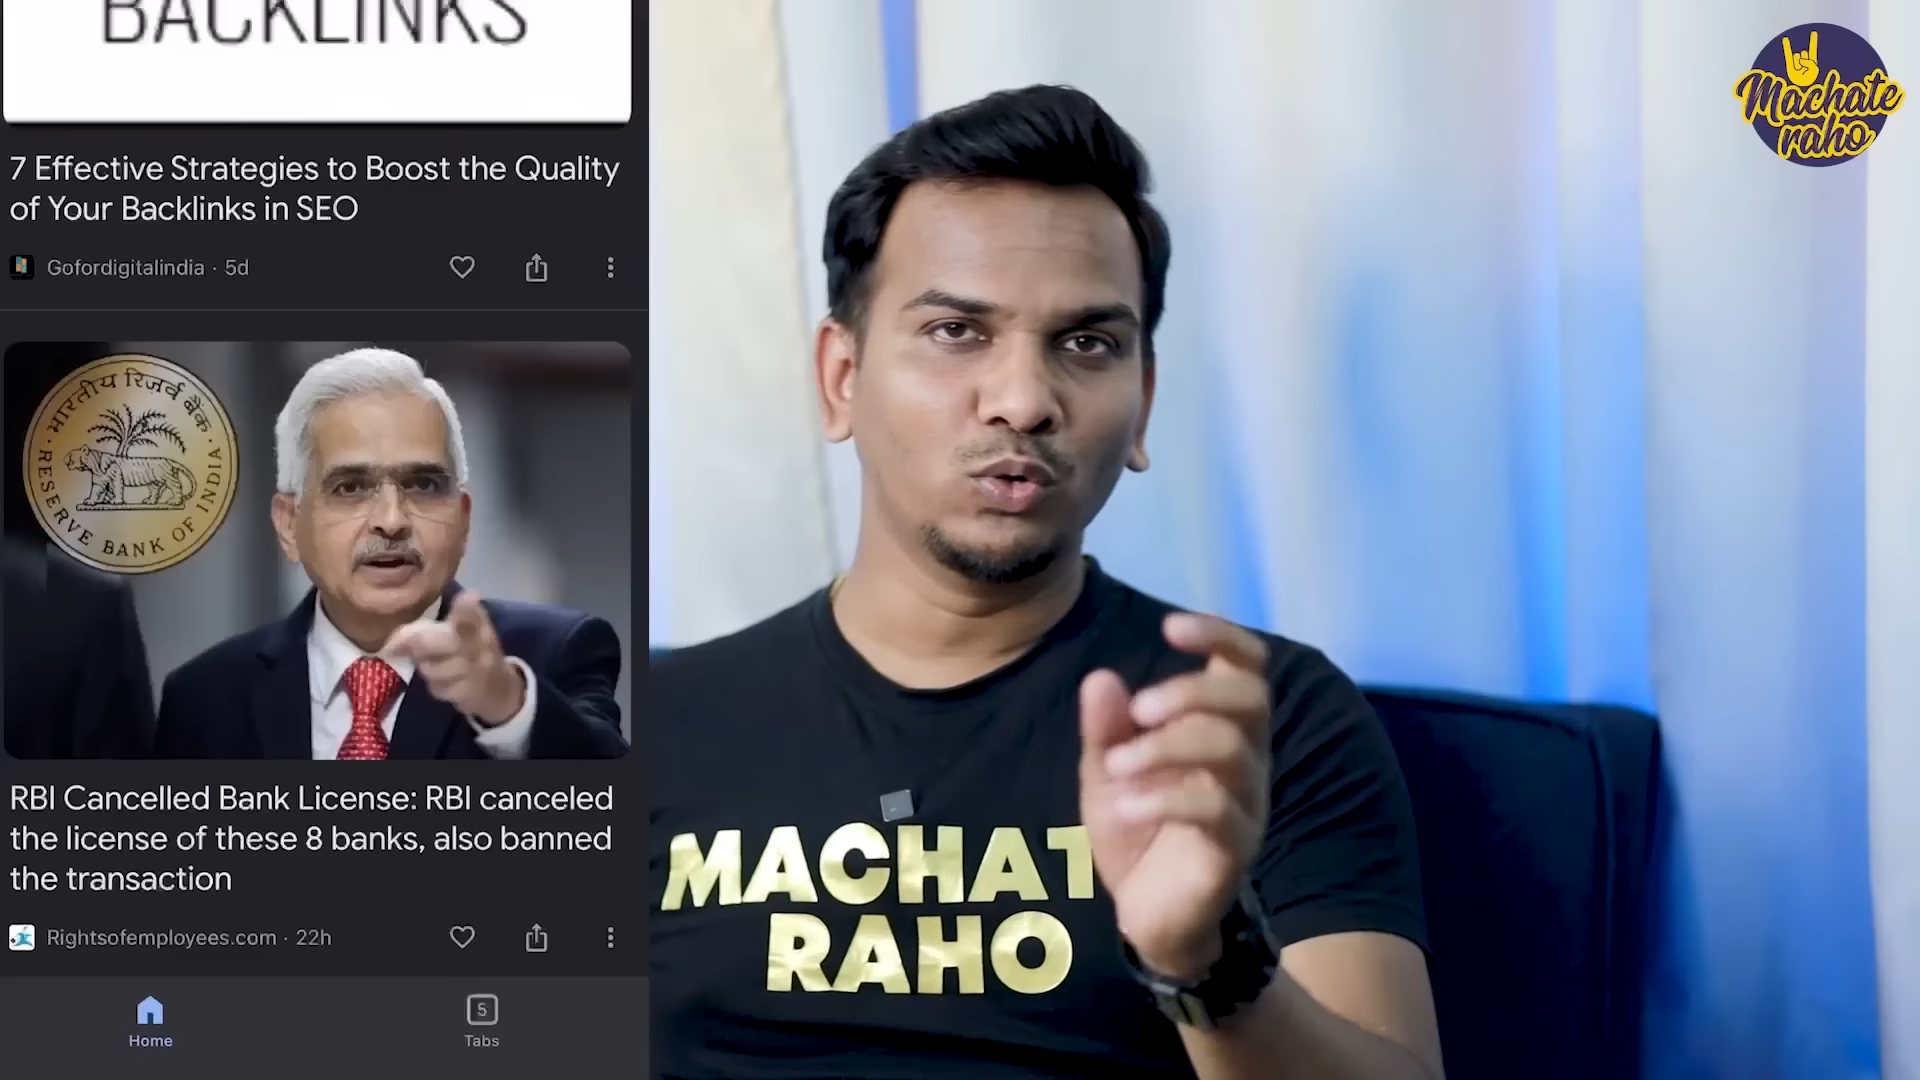 BACKLINKS
7 Effective Strategies to Boost the Quality
of Your Backlinks in SEO
Gofordigitalindia · 5d
भारतीय रिज़र्व बैंक
RESERVE BANK OF INDIA
RBI Cancelled Bank License: RBI canceled
the license of these 8 banks, also banned
the transaction
Rightsofemployees.com · 22h
Home
5
Tabs
MACHAT
RAHO
Machate
raho